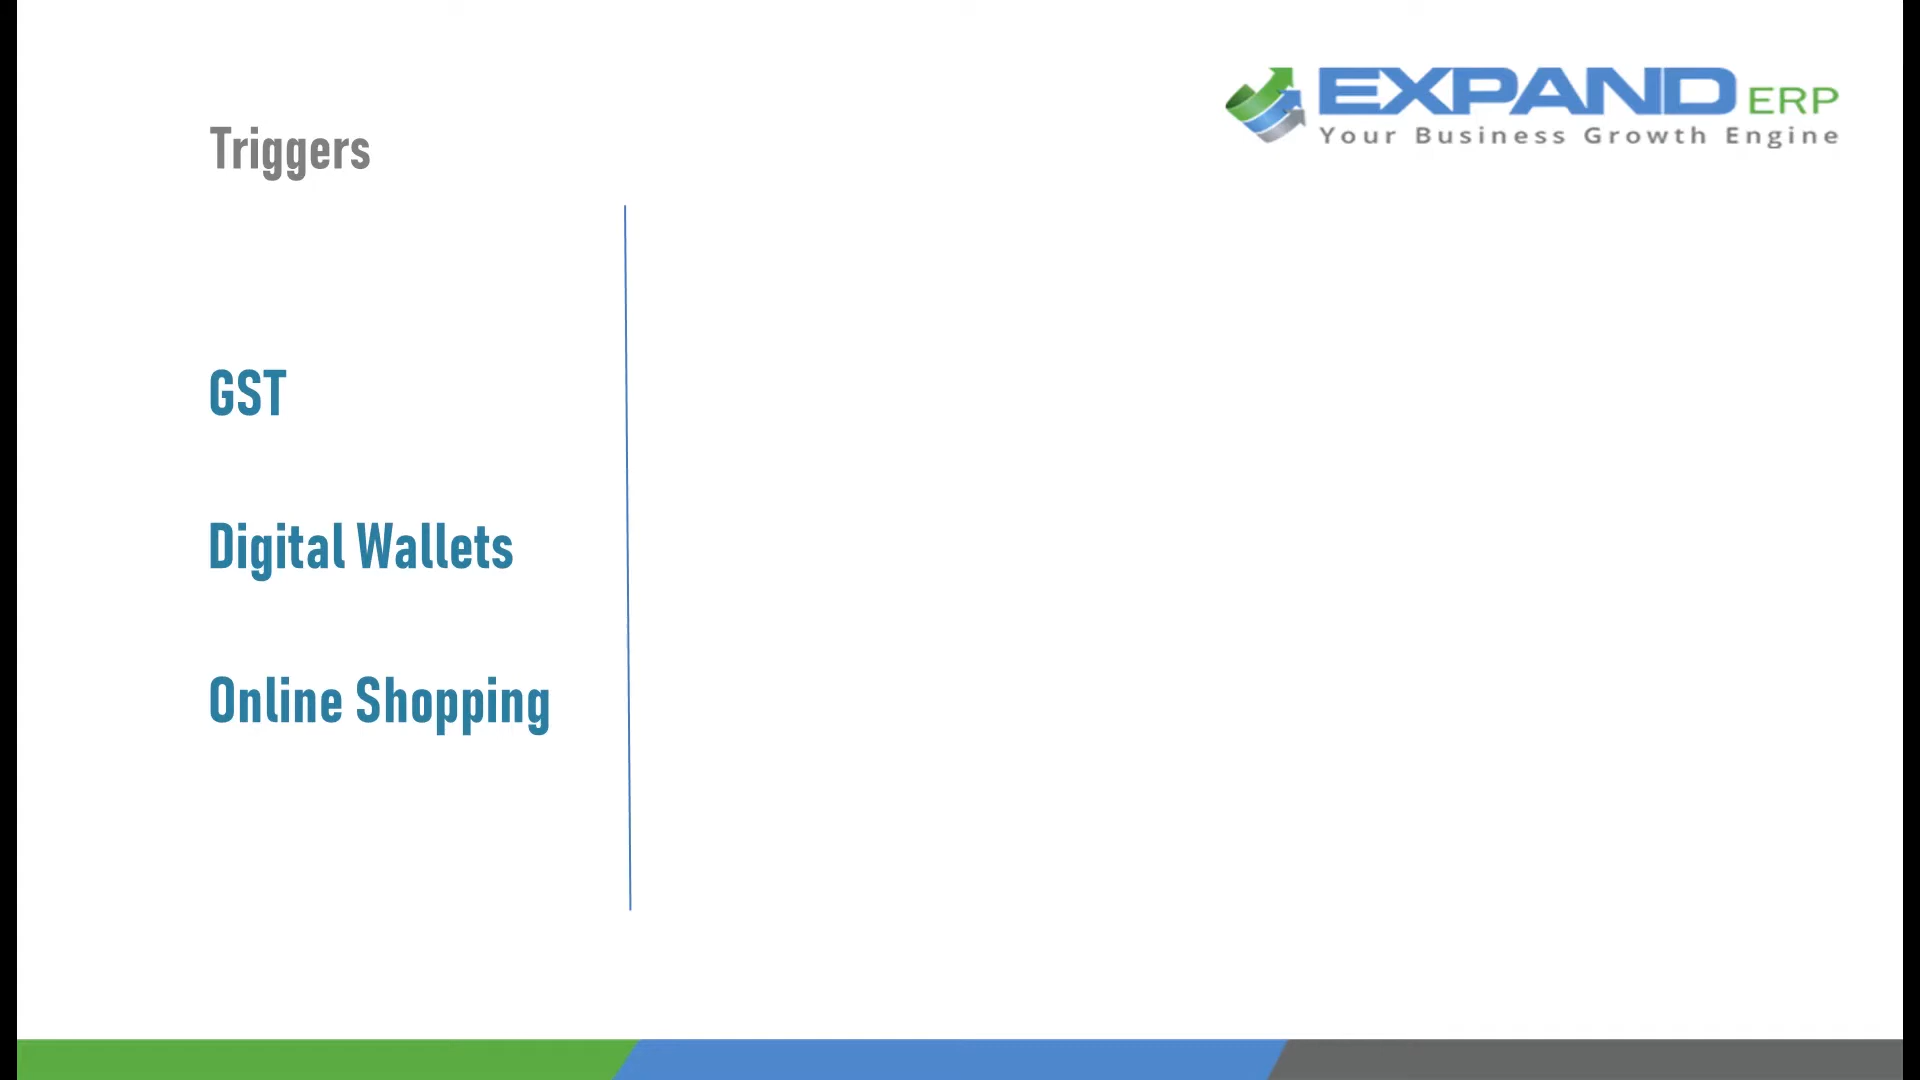 EXPAND ERP
Your Business Growth Engine
Triggers
GST
Digital Wallets
Online Shopping